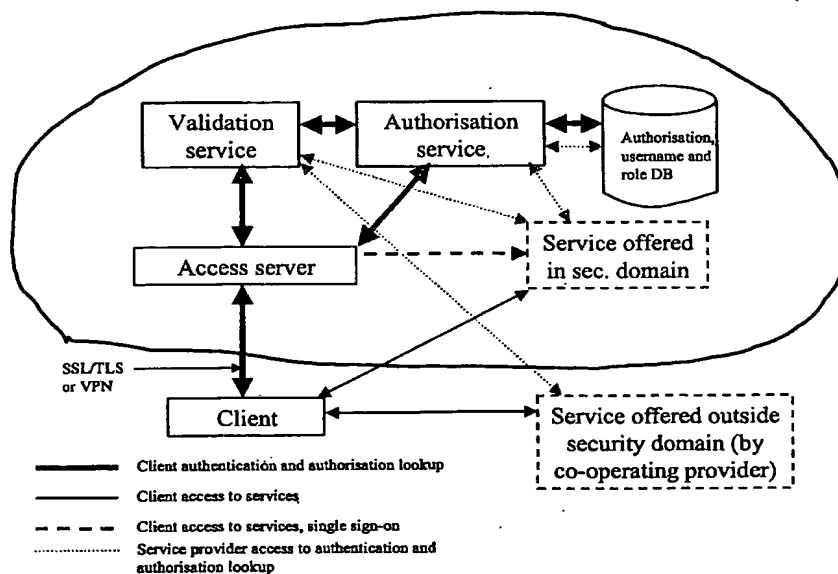 Validation
service
Authorisation
service.
Authorisation,
username and
role DB
Access server
Service offered
in sec. domain
SSL/TLS
or VPN
Client
Service offered outside
security domain (by
co-operating provider)
Client authentication and authorisation lookup
Client access to services
Client access to services, single sign-on
Service provider access to authentication and
authorisation lookup